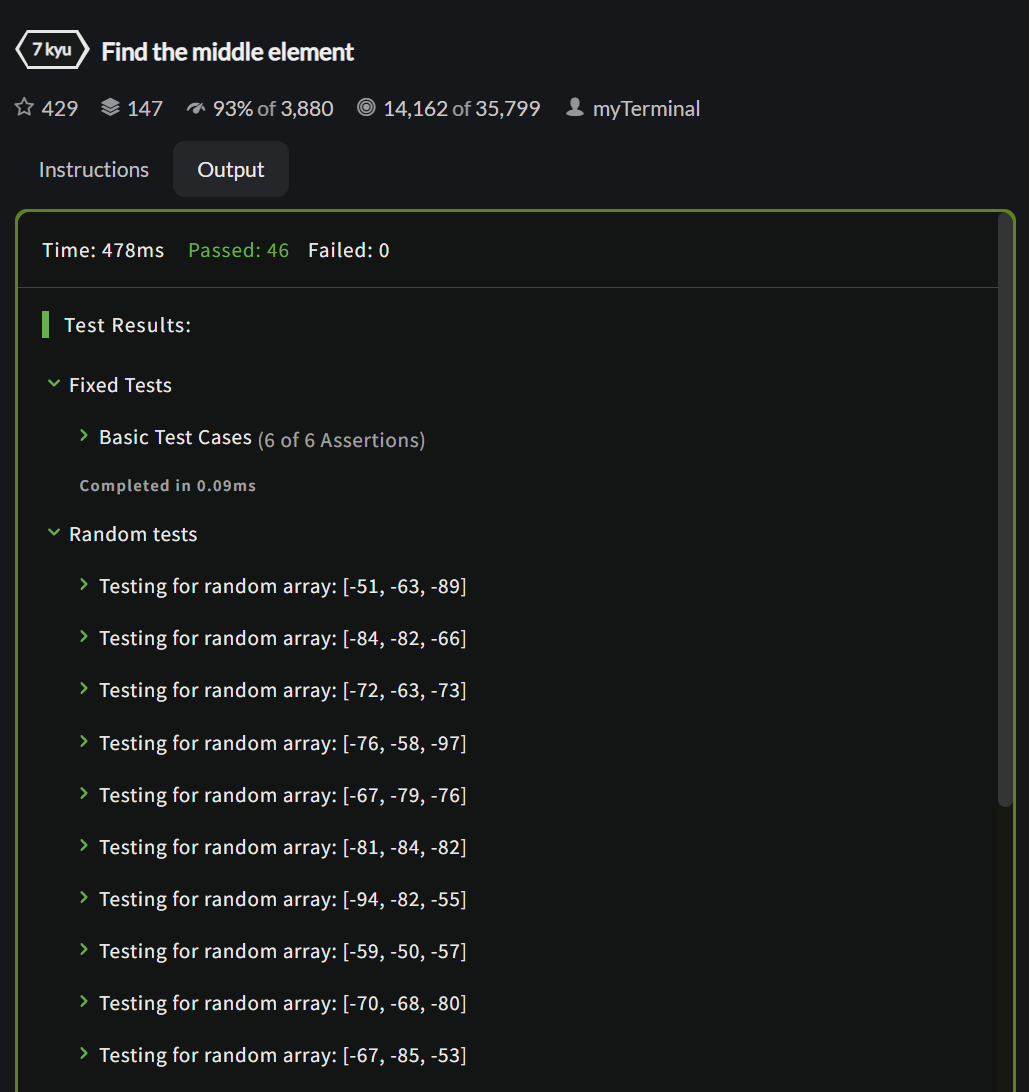 7 kyu Find the middle element
429 147 93% of 3,880 14,162 of 35,799 myTerminal
Instructions Output
Time: 478ms Passed: 46 Failed: 0
Test Results:
Fixed Tests
Basic Test Cases (6 of 6 Assertions)
Completed in 0.09ms
Random tests
Testing for random array: [-51, -63, -89]
Testing for random array: [-84, -82, -66]
Testing for random array: [-72, -63, -73]
Testing for random array: [-76, -58, -97]
Testing for random array: [-67, -79, -76]
Testing for random array: [-81, -84, -82]
Testing for random array: [-94, -82, -55]
Testing for random array: [-59, -50, -57]
Testing for random array: [-70, -68, -80]
Testing for random array: [-67, -85, -53]